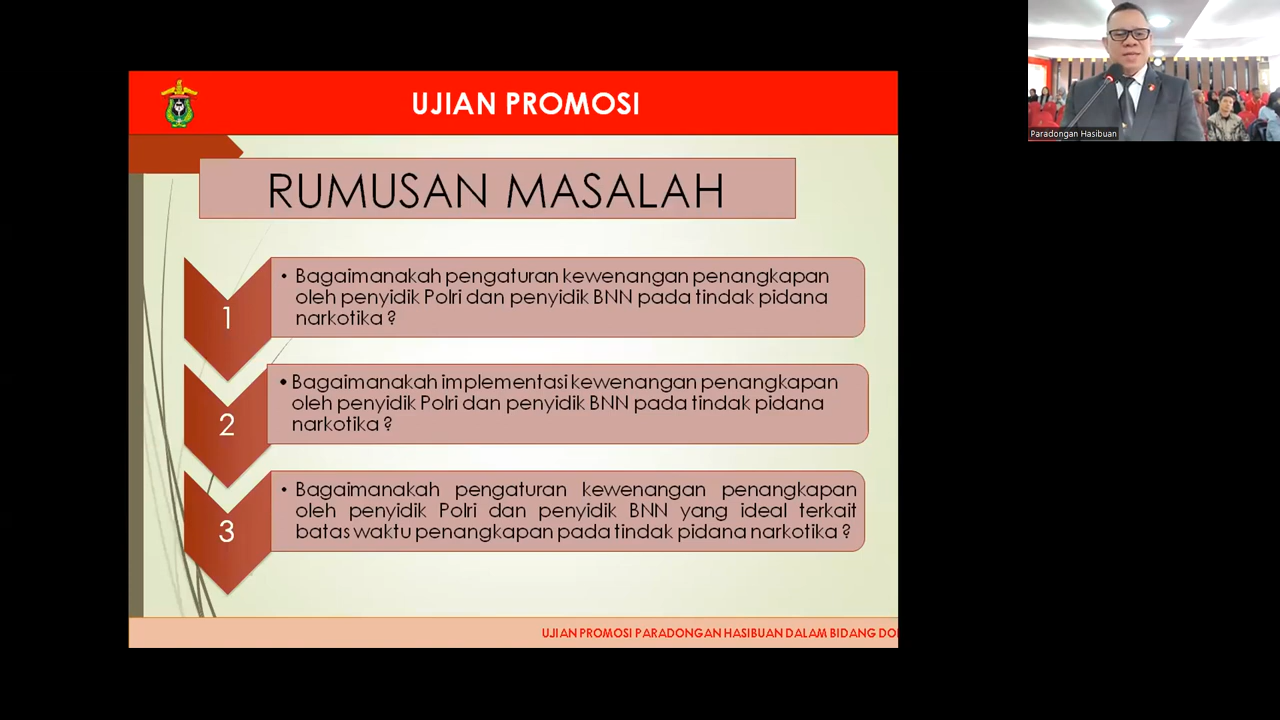 UJIAN PROMOSI
Paradongan Hasibuan
RUMUSAN MASALAH
1
• Bagaimanakah pengaturan kewenangan penangkapan
oleh penyidik Polri dan penyidik BNN pada tindak pidana
narkotika ?
2
• Bagaimanakah implementasi kewenangan penangkapan
oleh penyidik Polri dan penyidik BNN pada tindak pidana
narkotika ?
3
• Bagaimanakah pengaturan kewenangan penangkapan
oleh penyidik Polri dan penyidik BNN yang ideal terkait
batas waktu penangkapan pada tindak pidana narkotika ?
UJIAN PROMOSI PARADONGAN HASIBUAN DALAM BIDANG DO